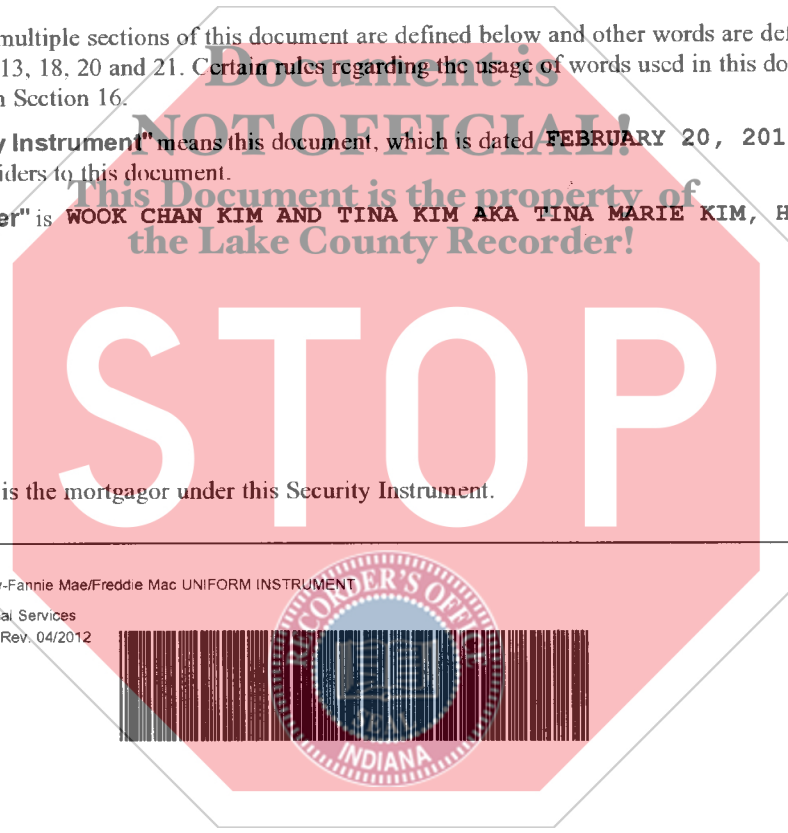 multiple sections of this document are defined below and other words are def
13, 18, 20 and 21. Certain rules regarding the usage of words used in this do
n Section 16.
Document is
NOT OFFICIAL!
This Document is the property of
the Lake County Recorder!
y Instrument" means this document, which is dated FEBRUARY 20, 201
iders to this document.
er" is WOOK CHAN KIM AND TINA KIM AKA TINA MARIE KIM, H
STOP
is the mortgagor under this Security Instrument.
y-Fannie Mae/Freddie Mac UNIFORM INSTRUMENT
al Services
Rev. 04/2012
RECORDER'S OFFICE
SEAL
INDIANA